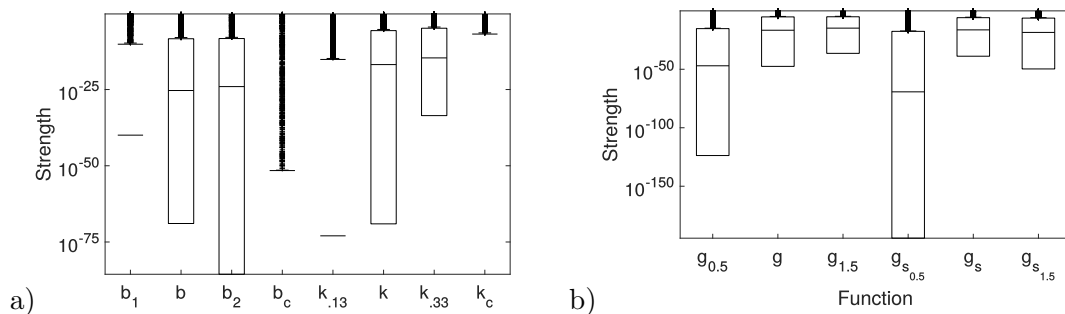 a)
Strength
10^-25
10^-50
10^-75
b_1 b b_2 b_c k_.13 k k_.33 k_c
b)
Strength
10^-50
10^-100
10^-150
g_0.5 g g_1.5 g_s_0.5 g_s g_s_1.5
Function